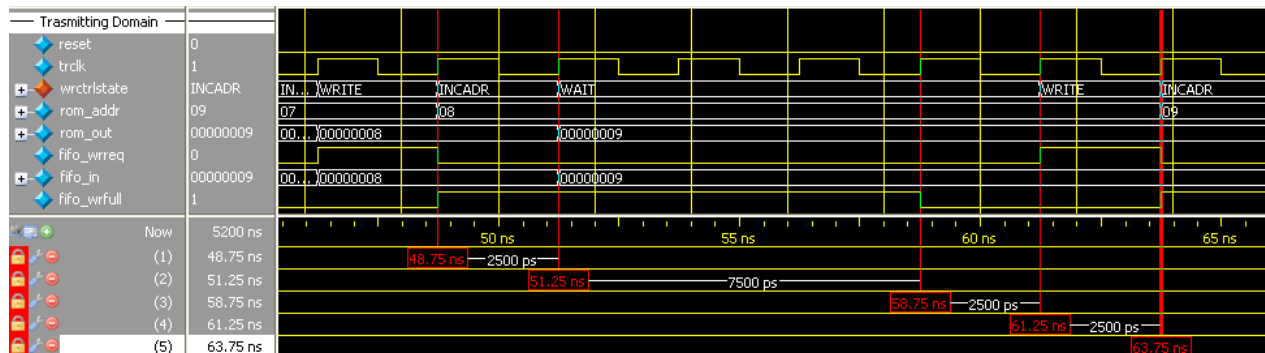 Trasmitting Domain
reset 0
trclk 1
wrctrlstate INCADR IN... WRITE INCADR WAIT WRITE INCADR
rom_addr 09 07 08 09
rom_out 00000009 00... 00000008 00000009
fifo_wrreq 0
fifo_in 00000009 00... 00000008 00000009
fifo_wrfull 1
Now 5200 ns 50 ns 55 ns 60 ns 65 ns
(1) 48.75 ns 48.75 ns 2500 ps
(2) 51.25 ns 51.25 ns 7500 ps
(3) 58.75 ns 58.75 ns 2500 ps
(4) 61.25 ns 61.25 ns 2500 ps
(5) 63.75 ns 63.75 ns